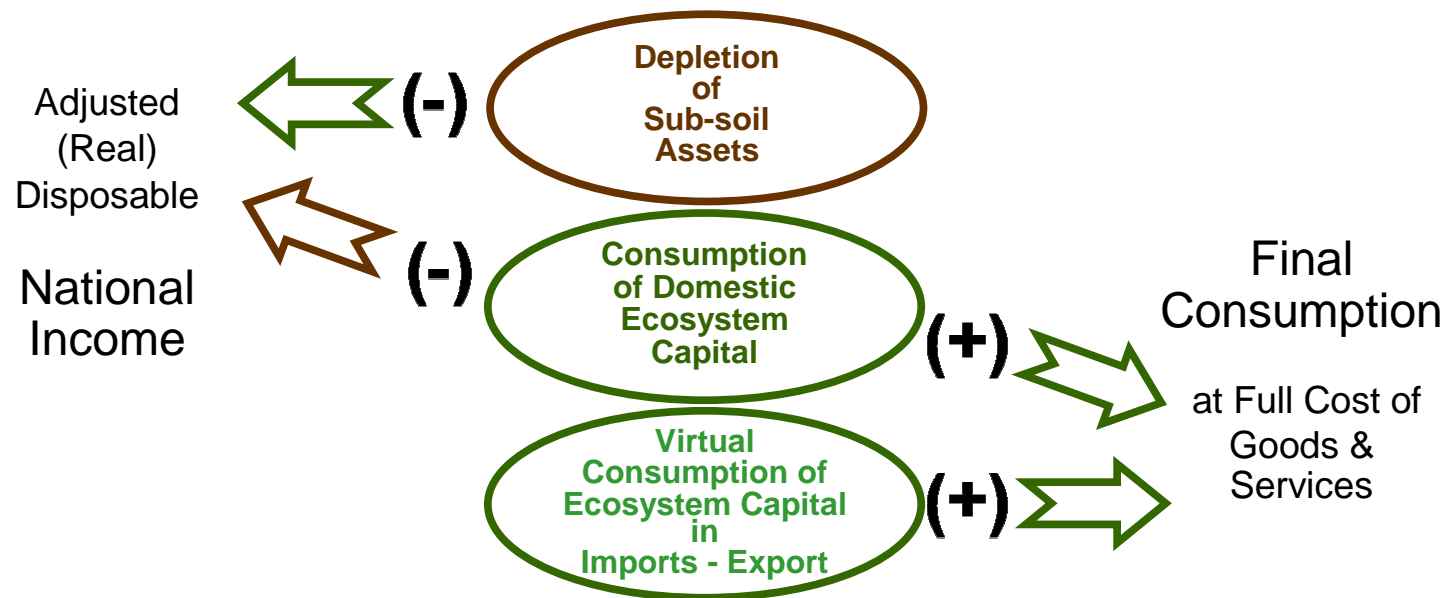 Adjusted
(Real)
Disposable
National
Income
(-)
Depletion
of
Sub-soil
Assets
(-)
Consumption
of Domestic
Ecosystem
Capital
(+)
Virtual
Consumption of
Ecosystem Capital
in
Imports - Export
(+)
Final
Consumption
at Full Cost of
Goods &
Services